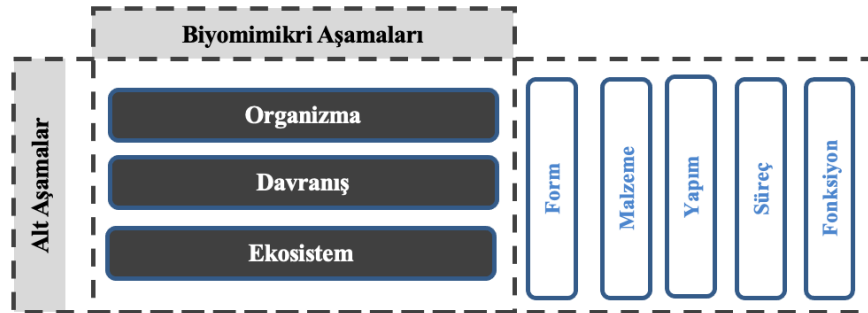 Biyomimikri Aşamaları
Alt Aşamalar
Organizma
Davranış
Ekosistem
Form
Malzeme
Yapım
Süreç
Fonksiyon